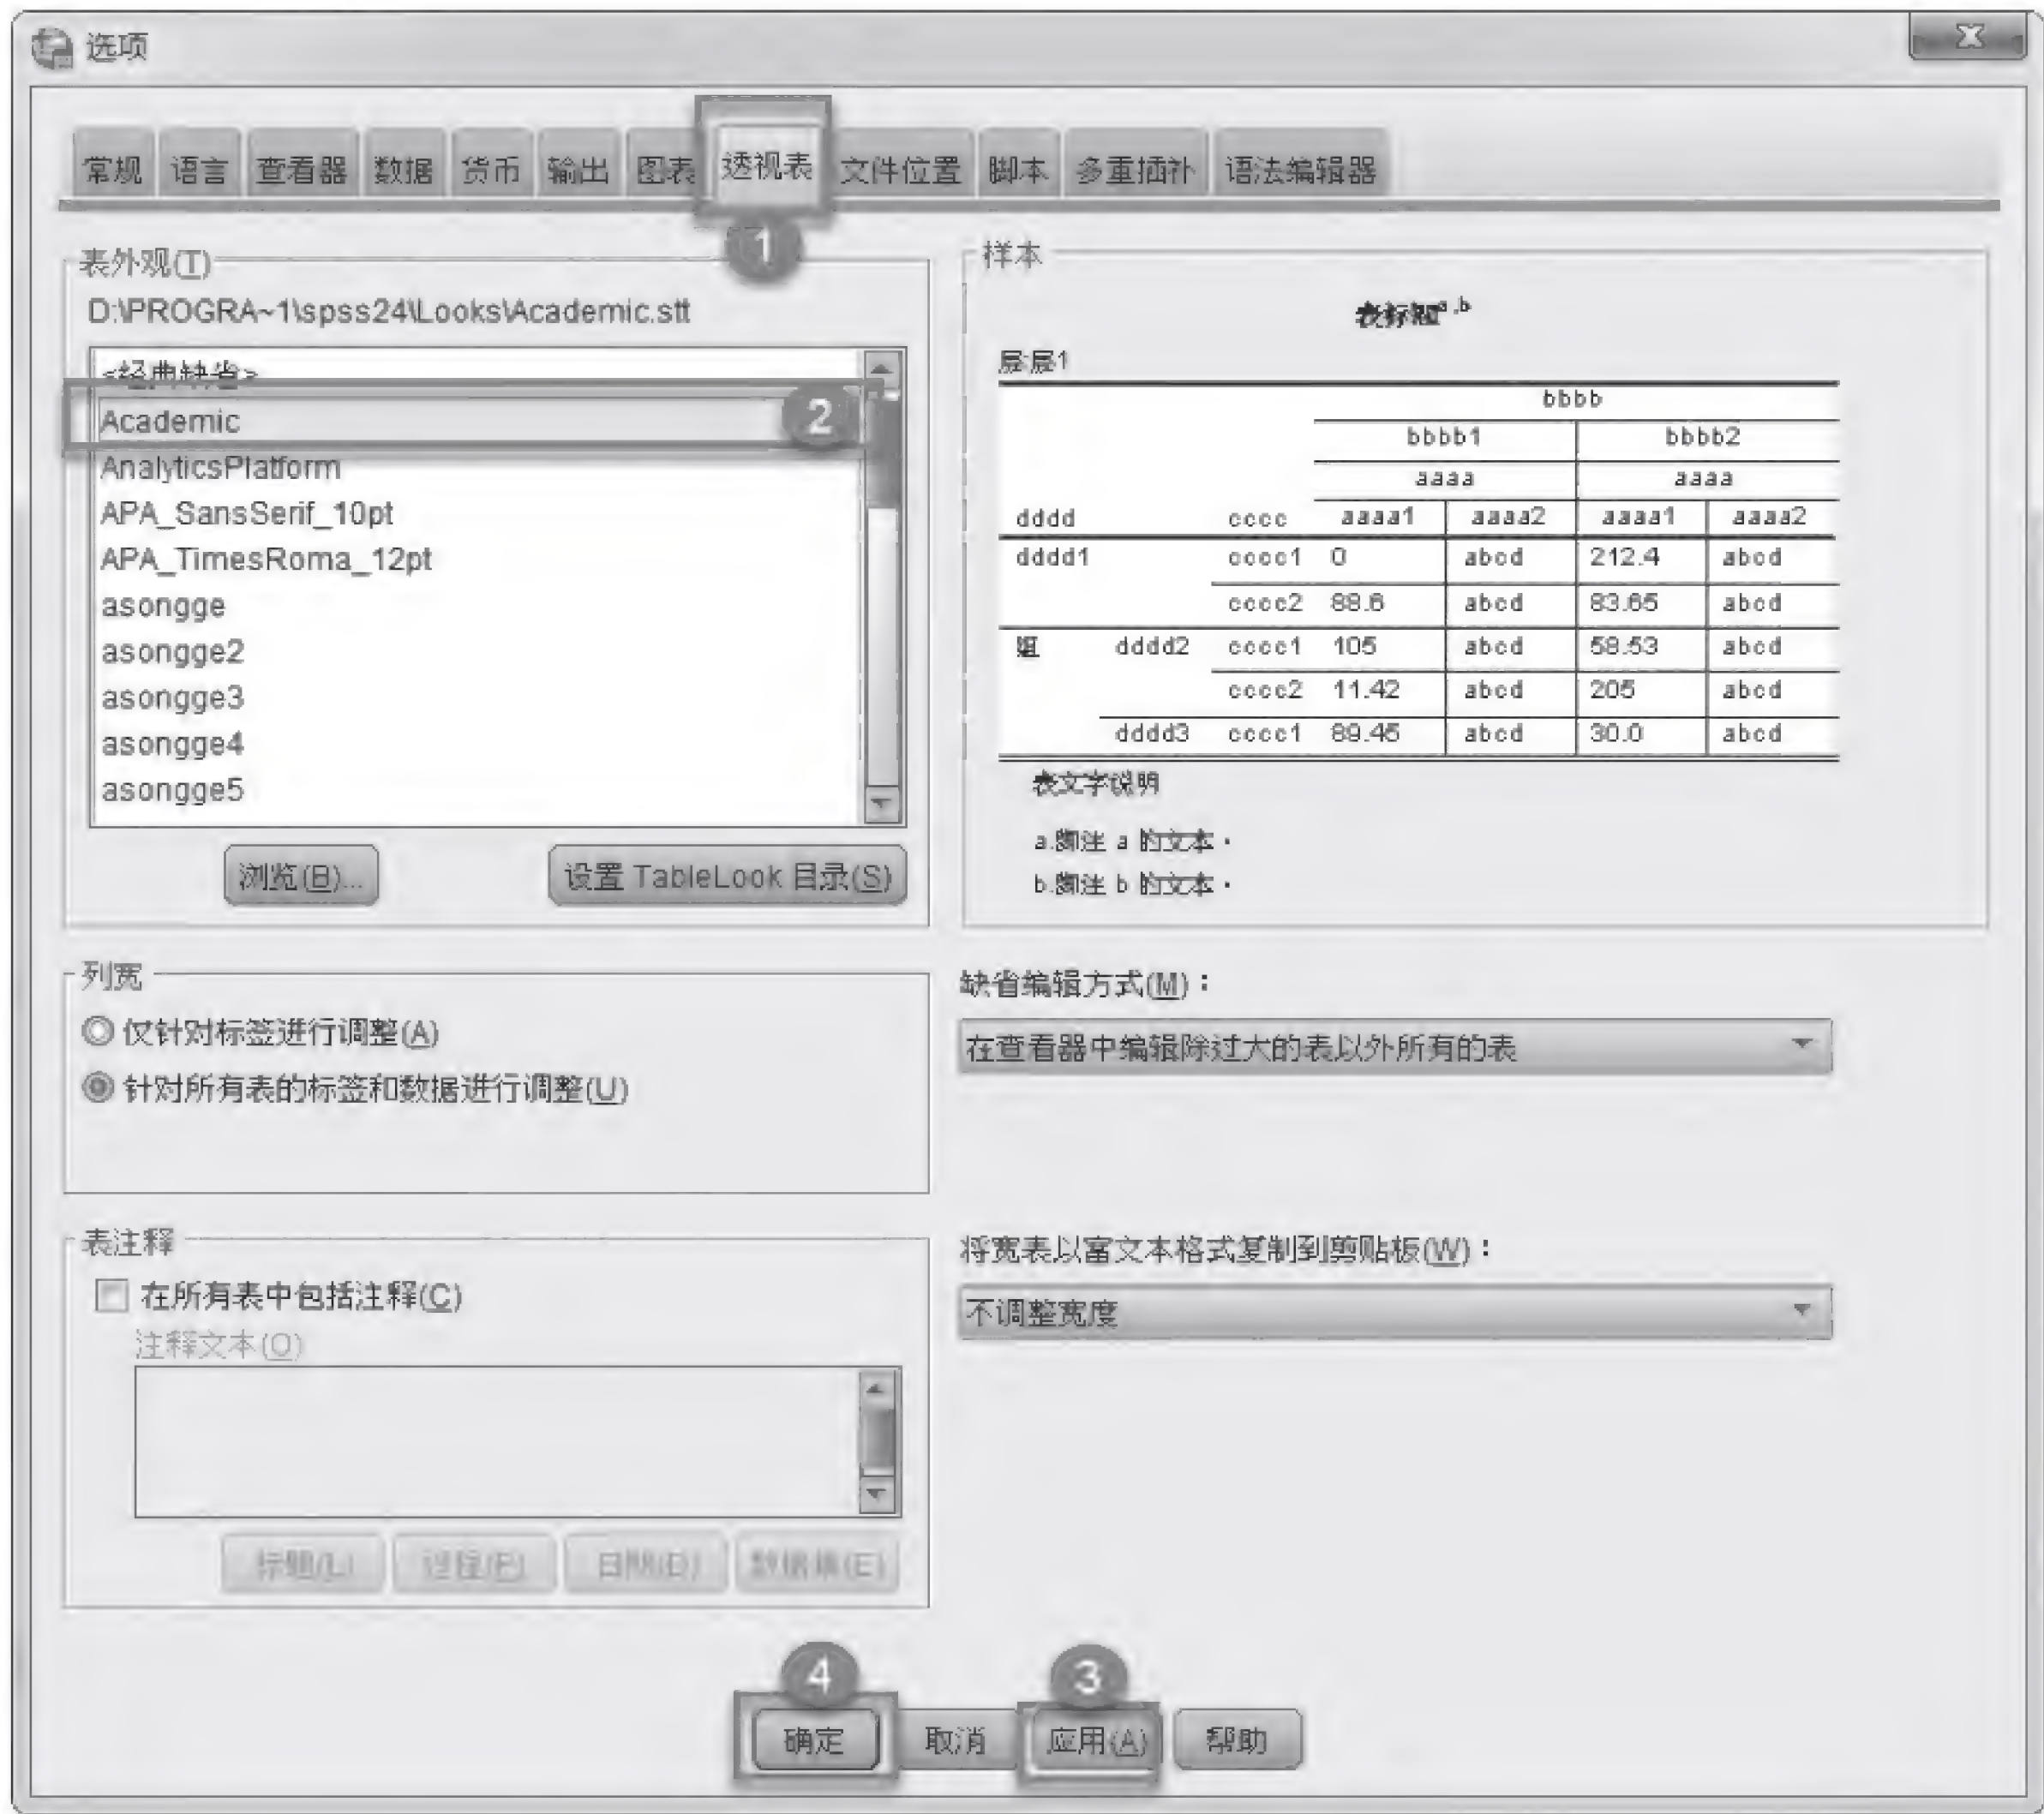 选项
常规 语言 查看器 数据 货币 输出 图表 透视表 文件位置 脚本 多重插补 语法编辑器
1
表外观(T)
D:\PROGRA~1\spss24\Looks\Academic.stt
<经典缺省>
Academic
2
AnalyticsPlatform
APA_SansSerif_10pt
APA_TimesRoma_12pt
asongge
asongge2
asongge3
asongge4
asongge5
浏览(B)... 设置 TableLook 目录(S)
样本
表标题a,b
层:层1
bbbb
bbbb1 bbbb2
aaaa aaaa
dddd cccc aaaa1 aaaa2 aaaa1 aaaa2
dddd1 cccc1 0 abcd 212.4 abcd
cccc2 88.6 abcd 83.65 abcd
组 dddd2 cccc1 105 abcd 58.53 abcd
cccc2 11.42 abcd 205 abcd
dddd3 cccc1 89.45 abcd 30.0 abcd
表文字说明
a.脚注 a 的文本。
b.脚注 b 的文本。
列宽
仅针对标签进行调整(A)
针对所有表的标签和数据进行调整(U)
缺省编辑方式(M)：
在查看器中编辑除过大的表以外所有的表
表注释
在所有表中包括注释(C)
注释文本(O)
标题(L) 过程(P) 日期(D) 数据集(E)
将宽表以富文本格式复制到剪贴板(W)：
不调整宽度
4 3
确定 取消 应用(A) 帮助